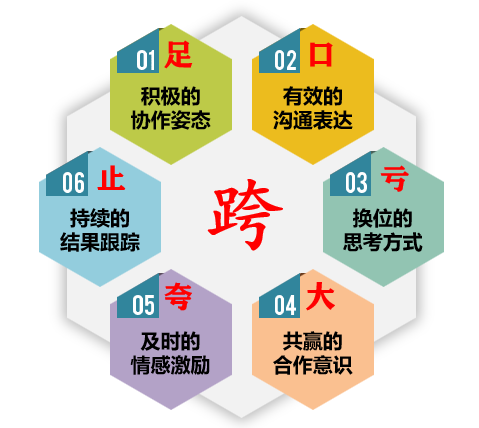 01 足
积极的
协作姿态
02 口
有效的
沟通表达
03 亏
换位的
思考方式
04 大
共赢的
合作意识
05 夸
及时的
情感激励
06 止
持续的
结果跟踪
跨